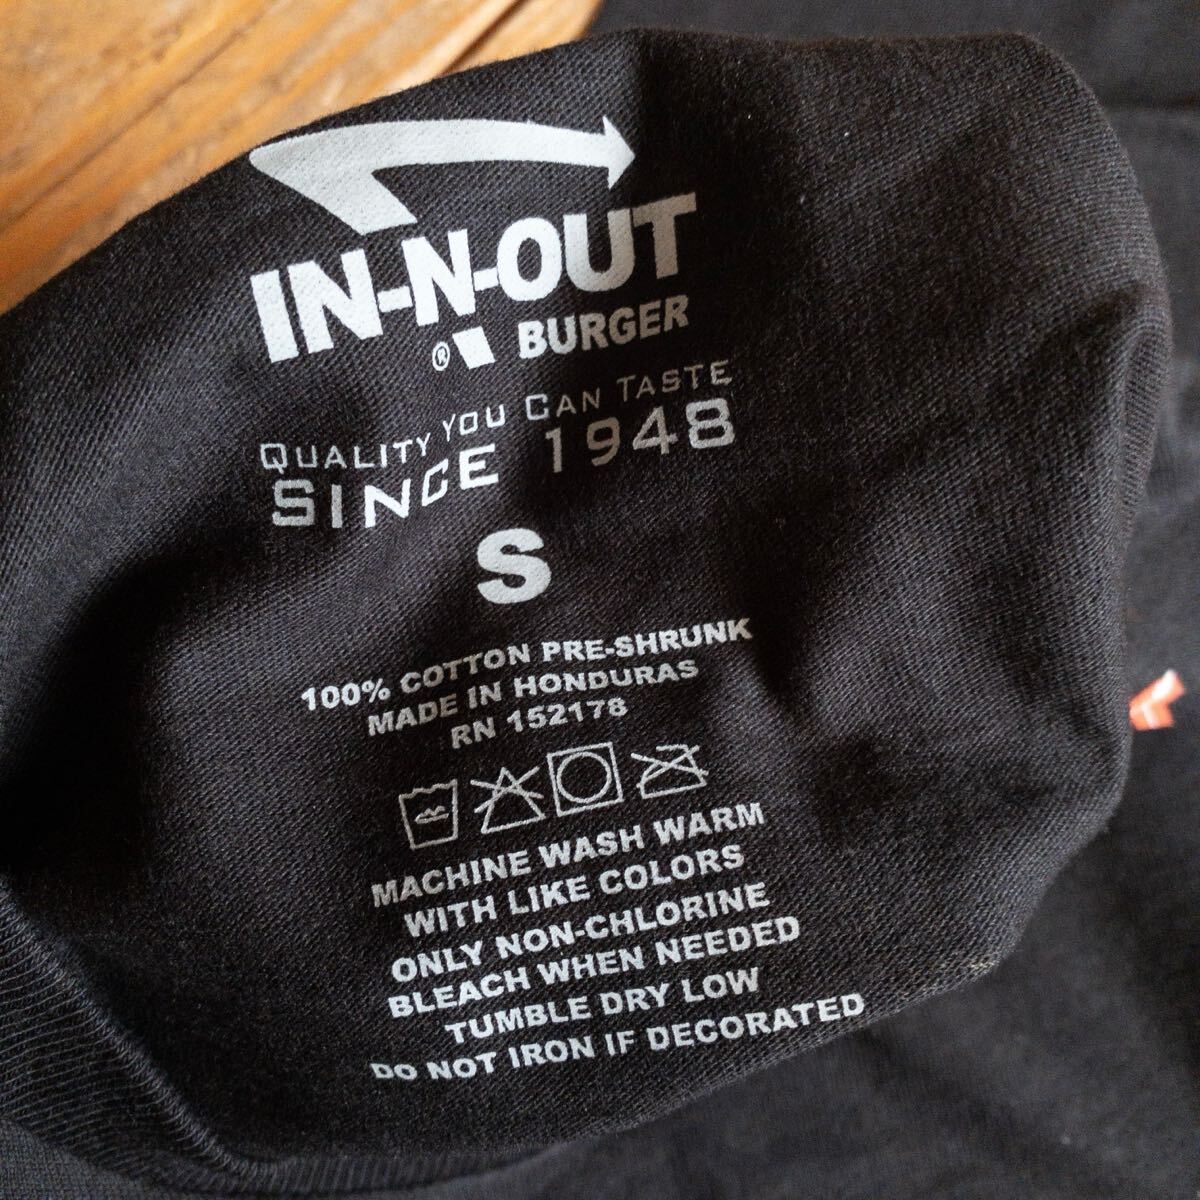 IN-N-OUT
® BURGER
QUALITY YOU CAN TASTE
SINCE 1948
S
100% COTTON PRE-SHRUNK
MADE IN HONDURAS
RN 152178
MACHINE WASH WARM
WITH LIKE COLORS
ONLY NON-CHLORINE
BLEACH WHEN NEEDED
TUMBLE DRY LOW
DO NOT IRON IF DECORATED